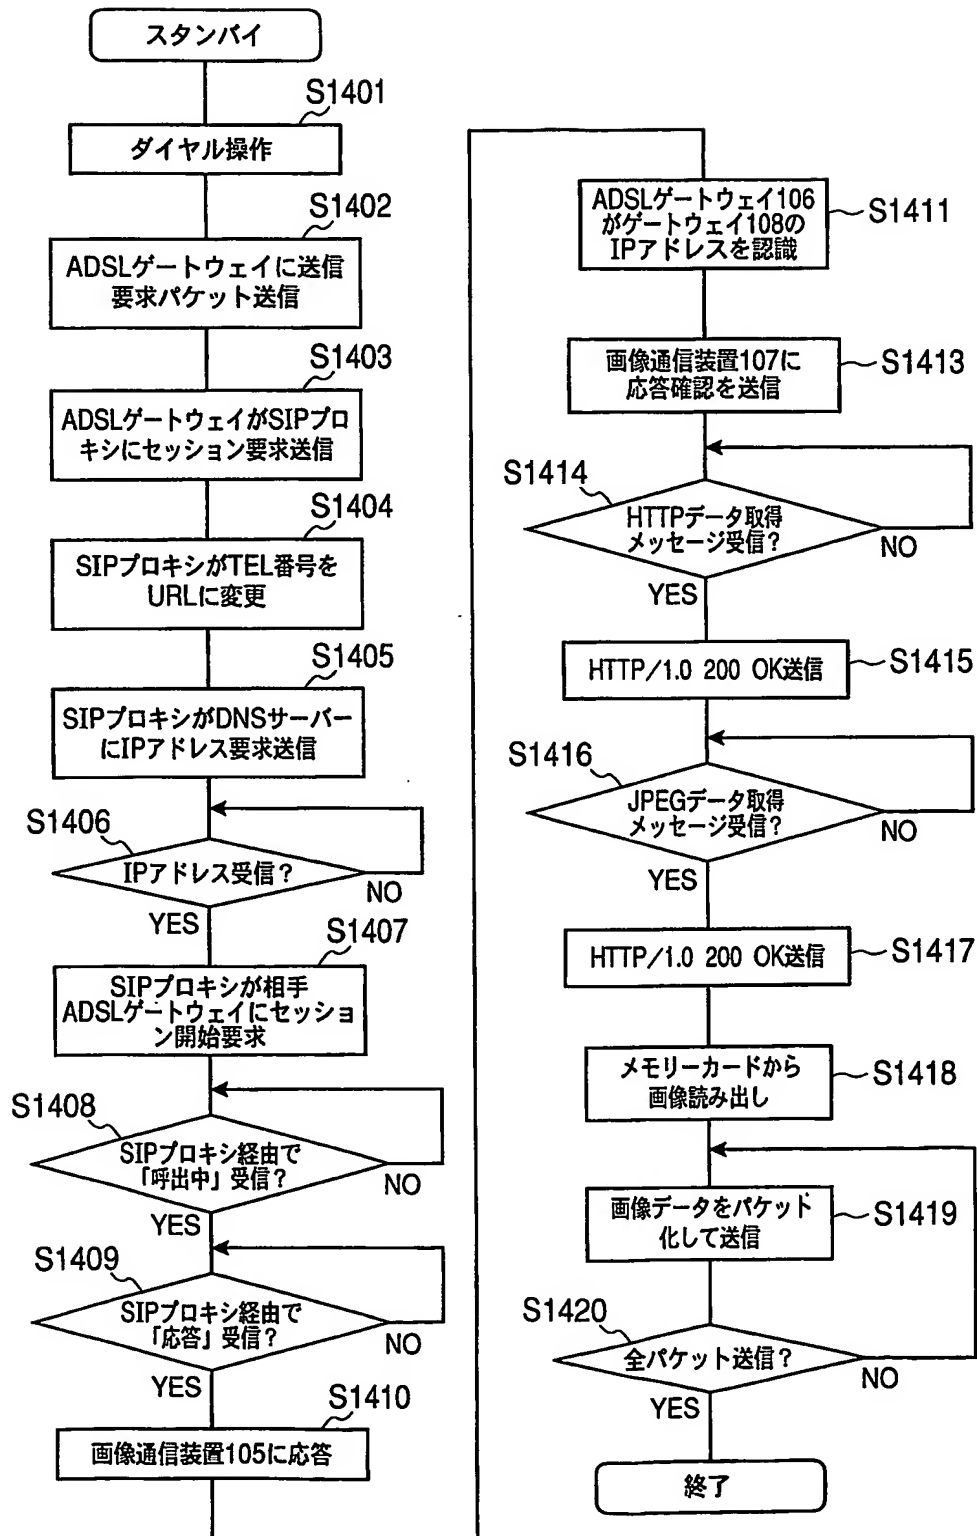 スタンバイ
S1401
ダイヤル操作
S1402
ADSLゲートウェイに送信
要求パケット送信
S1403
ADSLゲートウェイがSIPプロ
キシにセッション要求送信
S1404
SIPプロキシがTEL番号を
URLに変更
S1405
SIPプロキシがDNSサーバー
にIPアドレス要求送信
S1406
IPアドレス受信?
NO
YES
S1407
SIPプロキシが相手
ADSLゲートウェイにセッショ
ン開始要求
S1408
SIPプロキシ経由で
「呼出中」受信?
NO
YES
S1409
SIPプロキシ経由で
「応答」受信?
NO
YES
S1410
画像通信装置105に応答
ADSLゲートウェイ106
がゲートウェイ108の
IPアドレスを認識
S1411
画像通信装置107に
応答確認を送信
S1413
S1414
HTTPデータ取得
メッセージ受信?
NO
YES
HTTP/1.0 200 OK送信
S1415
S1416
JPEGデータ取得
メッセージ受信?
NO
YES
HTTP/1.0 200 OK送信
S1417
メモリーカードから
画像読み出し
S1418
画像データをパケット
化して送信
S1419
S1420
全パケット送信?
NO
YES
終了